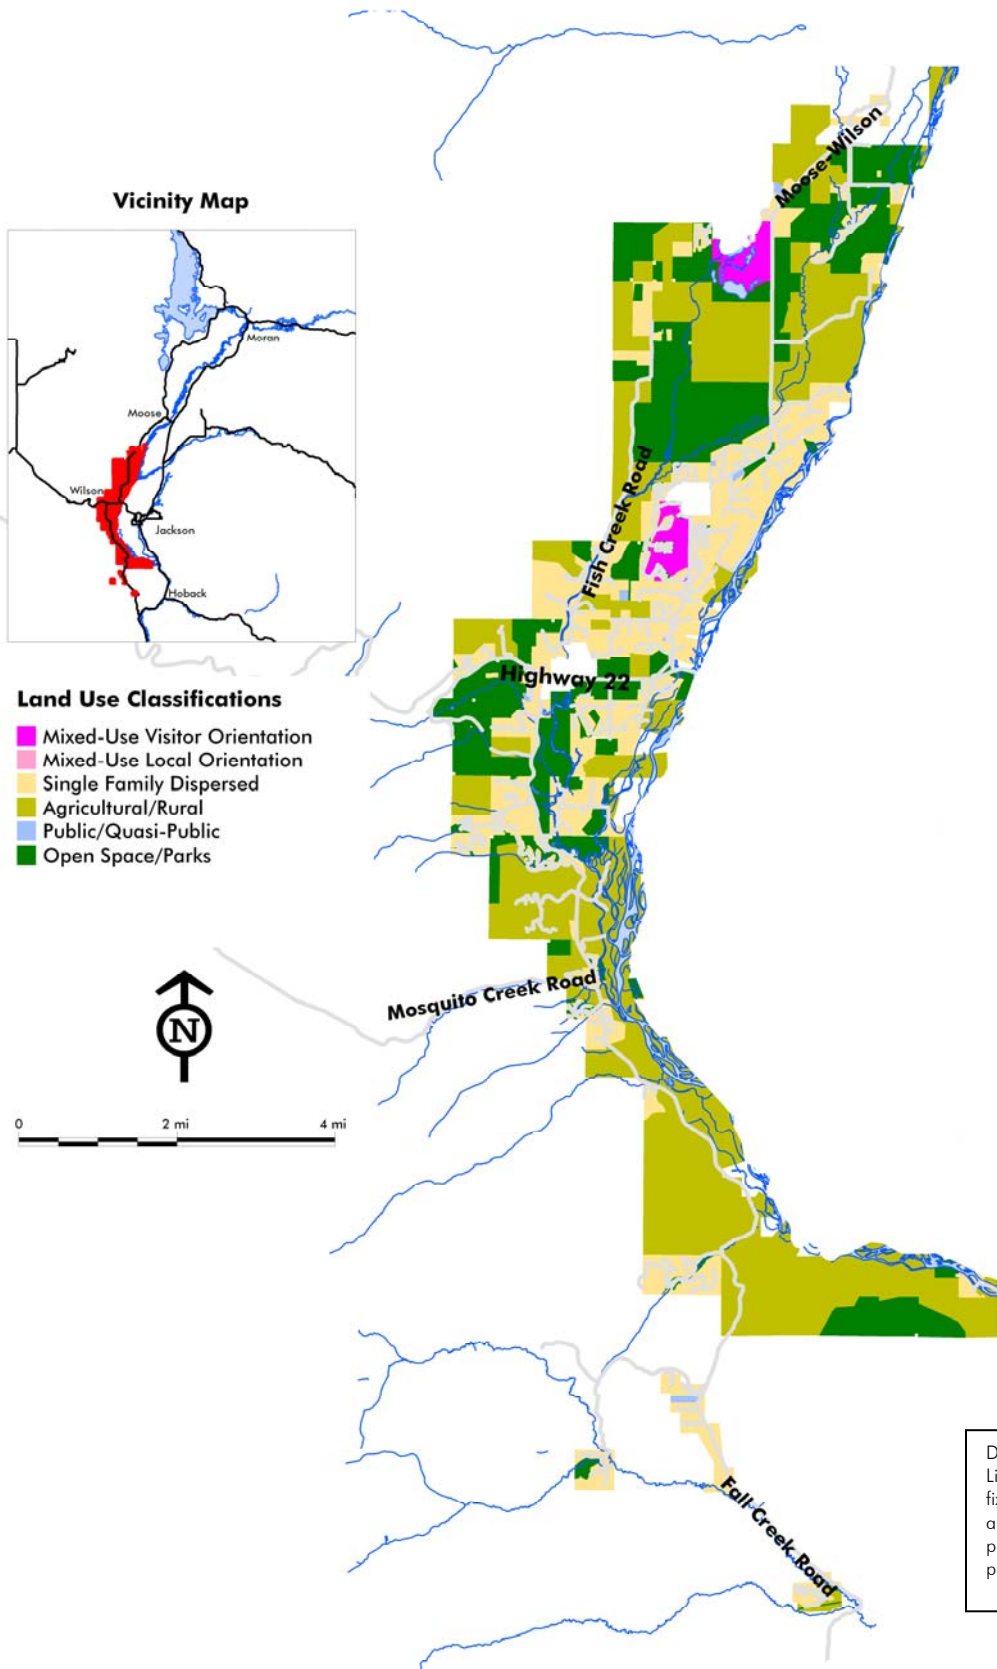 Vicinity Map
Moran
Moose
Wilson
Jackson
Hoback
Land Use Classifications
Mixed-Use Visitor Orientation
Mixed-Use Local Orientation
Single Family Dispersed
Agricultural/Rural
Public/Quasi-Public
Open Space/Parks
N
0 2 mi 4 mi
Moose-Wilson
Fish Creek Road
Highway 22
Mosquito Creek Road
Fall Creek Road